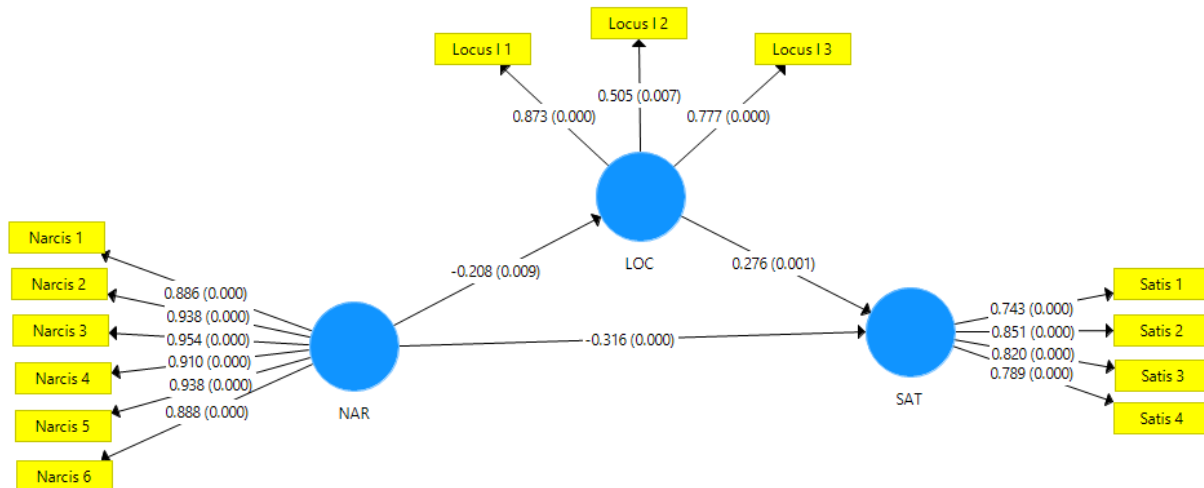 Locus I 2
Locus I 1
Locus I 3
0.505 (0.007)
0.873 (0.000)
0.777 (0.000)
Narcis 1
LOC
-0.208 (0.009)
0.276 (0.001)
Narcis 2
0.886 (0.000)
Satis 1
0.938 (0.000)
0.743 (0.000)
Narcis 3
0.954 (0.000)
-0.316 (0.000)
0.851 (0.000)
Satis 2
0.910 (0.000)
0.820 (0.000)
Narcis 4
0.938 (0.000)
0.789 (0.000)
Satis 3
0.888 (0.000)
NAR
SAT
Satis 4
Narcis 5
Narcis 6